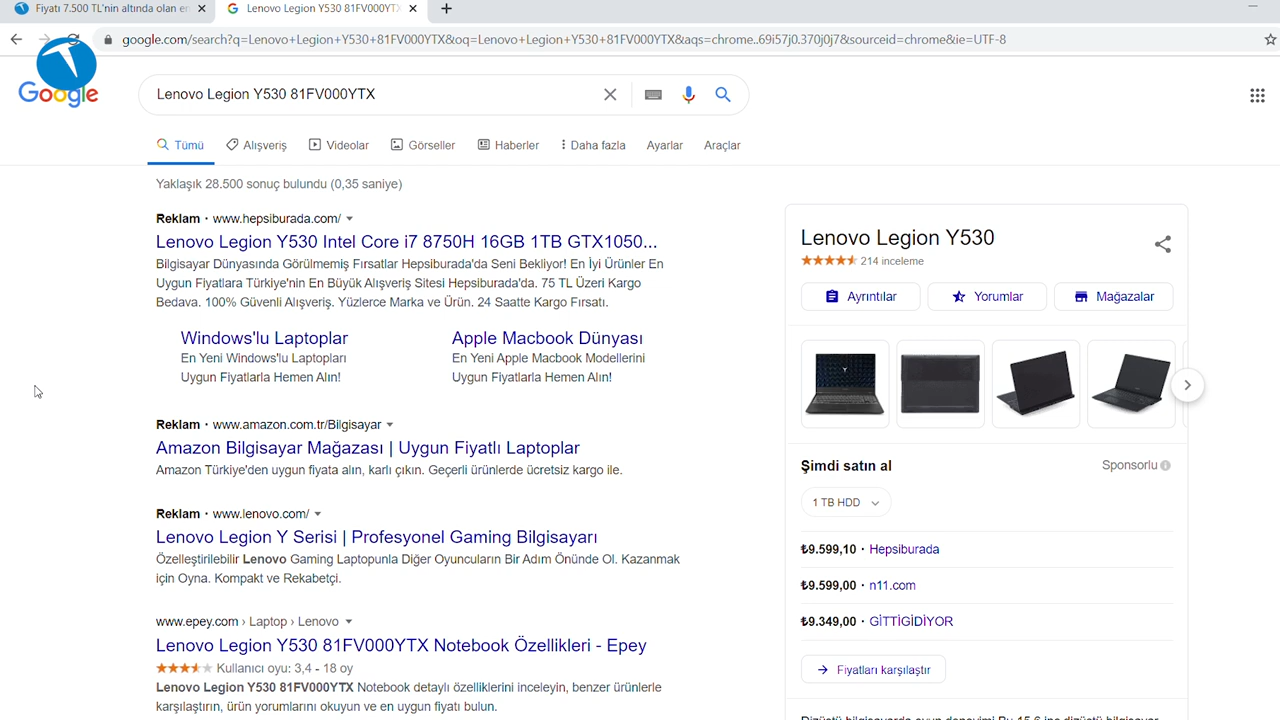 Fiyatı 7.500 TL'nin altında olan en
Lenovo Legion Y530 81FV000YTX
google.com/search?q=Lenovo+Legion+Y530+81FV000YTX&oq=Lenovo+Legion+Y530+81FV000YTX&aqs=chrome..69i57j0.370j0j7&sourceid=chrome&ie=UTF-8
Google
Lenovo Legion Y530 81FV000YTX
Tümü Alışveriş Videolar Görseller Haberler Daha fazla Ayarlar Araçlar
Yaklaşık 28.500 sonuç bulundu (0,35 saniye)
Reklam · www.hepsiburada.com/
Lenovo Legion Y530 Intel Core i7 8750H 16GB 1TB GTX1050...
Bilgisayar Dünyasında Görülmemiş Fırsatlar Hepsiburada'da Seni Bekliyor! En İyi Ürünler En
Uygun Fiyatlara Türkiye'nin En Büyük Alışveriş Sitesi Hepsiburada'da. 75 TL Üzeri Kargo
Bedava. 100% Güvenli Alışveriş. Yüzlerce Marka ve Ürün. 24 Saatte Kargo Fırsatı.
Windows'lu Laptoplar
En Yeni Windows'lu Laptopları
Uygun Fiyatlarla Hemen Alın!
Apple Macbook Dünyası
En Yeni Apple Macbook Modellerini
Uygun Fiyatlarla Hemen Alın!
Reklam · www.amazon.com.tr/Bilgisayar
Amazon Bilgisayar Mağazası | Uygun Fiyatlı Laptoplar
Amazon Türkiye'den uygun fiyata alın, karlı çıkın. Geçerli ürünlerde ücretsiz kargo ile.
Reklam · www.lenovo.com/
Lenovo Legion Y Serisi | Profesyonel Gaming Bilgisayarı
Özelleştirilebilir Lenovo Gaming Laptopunla Diğer Oyuncuların Bir Adım Önünde Ol. Kazanmak
için Oyna. Kompakt ve Rekabetçi.
www.epey.com › Laptop › Lenovo
Lenovo Legion Y530 81FV000YTX Notebook Özellikleri - Epey
Kullanıcı oyu: 3,4 - 18 oy
Lenovo Legion Y530 81FV000YTX Notebook detaylı özelliklerini inceleyin, benzer ürünlerle
karşılaştırın, ürün yorumlarını okuyun ve en uygun fiyatı bulun.
Lenovo Legion Y530
214 inceleme
Ayrıntılar Yorumlar Mağazalar
Şimdi satın al Sponsorlu
1 TB HDD
₺9.599,10 · Hepsiburada
₺9.599,00 · n11.com
₺9.349,00 · GİTTİGİDİYOR
Fiyatları karşılaştır
Dizüstü bilgisayarda oyun deneyimi Bu 15,6 inç dizüstü bilgisayar